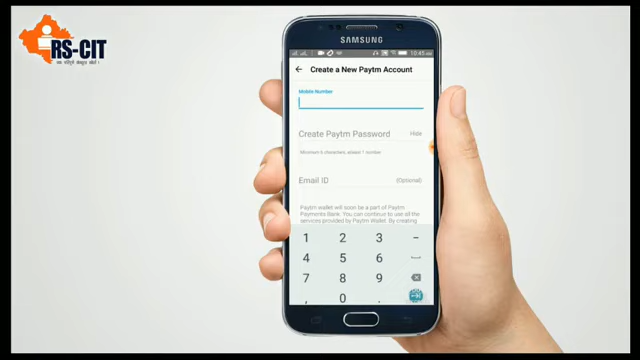 RS-CIT
SAMSUNG
10:45
Create a New Paytm Account
Mobile Number
Create Paytm Password
Hide
Minimum 6 characters, atleast 1 number
Email ID
(Optional)
Paytm wallet will soon be a part of Paytm
Payments Bank. You can continue to use all the
services provided by Paytm Wallet. By creating
1 2 3 -
4 5 6
7 8 9
, 0 .